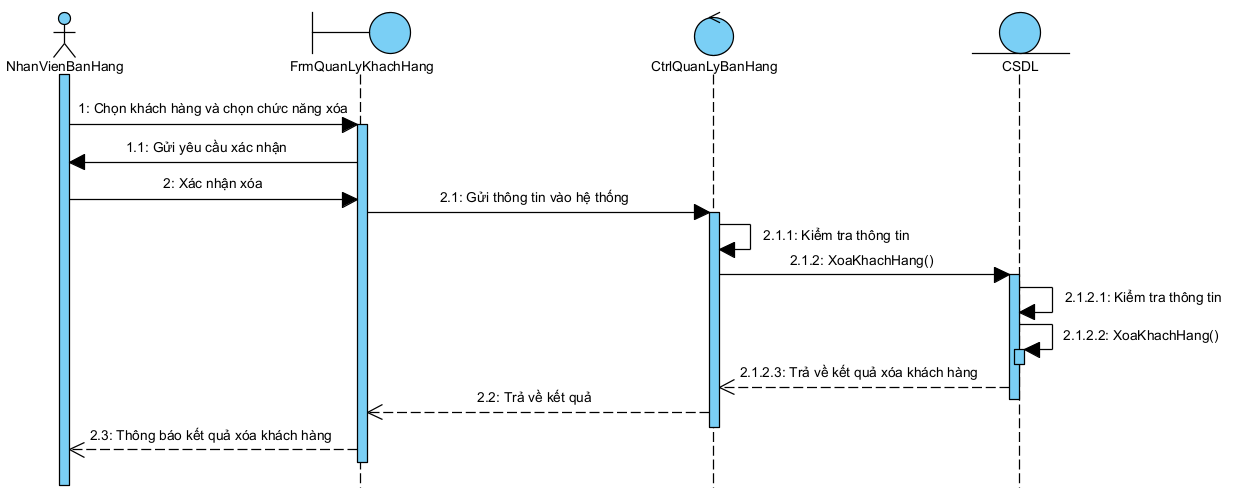 NhanVienBanHang
FrmQuanLyKhachHang
CtrlQuanLyBanHang
CSDL
1: Chọn khách hàng và chọn chức năng xóa
1.1: Gửi yêu cầu xác nhận
2: Xác nhận xóa
2.1: Gửi thông tin vào hệ thống
2.1.1: Kiểm tra thông tin
2.1.2: XoaKhachHang()
2.1.2.1: Kiểm tra thông tin
2.1.2.2: XoaKhachHang()
2.1.2.3: Trả về kết quả xóa khách hàng
2.2: Trả về kết quả
2.3: Thông báo kết quả xóa khách hàng